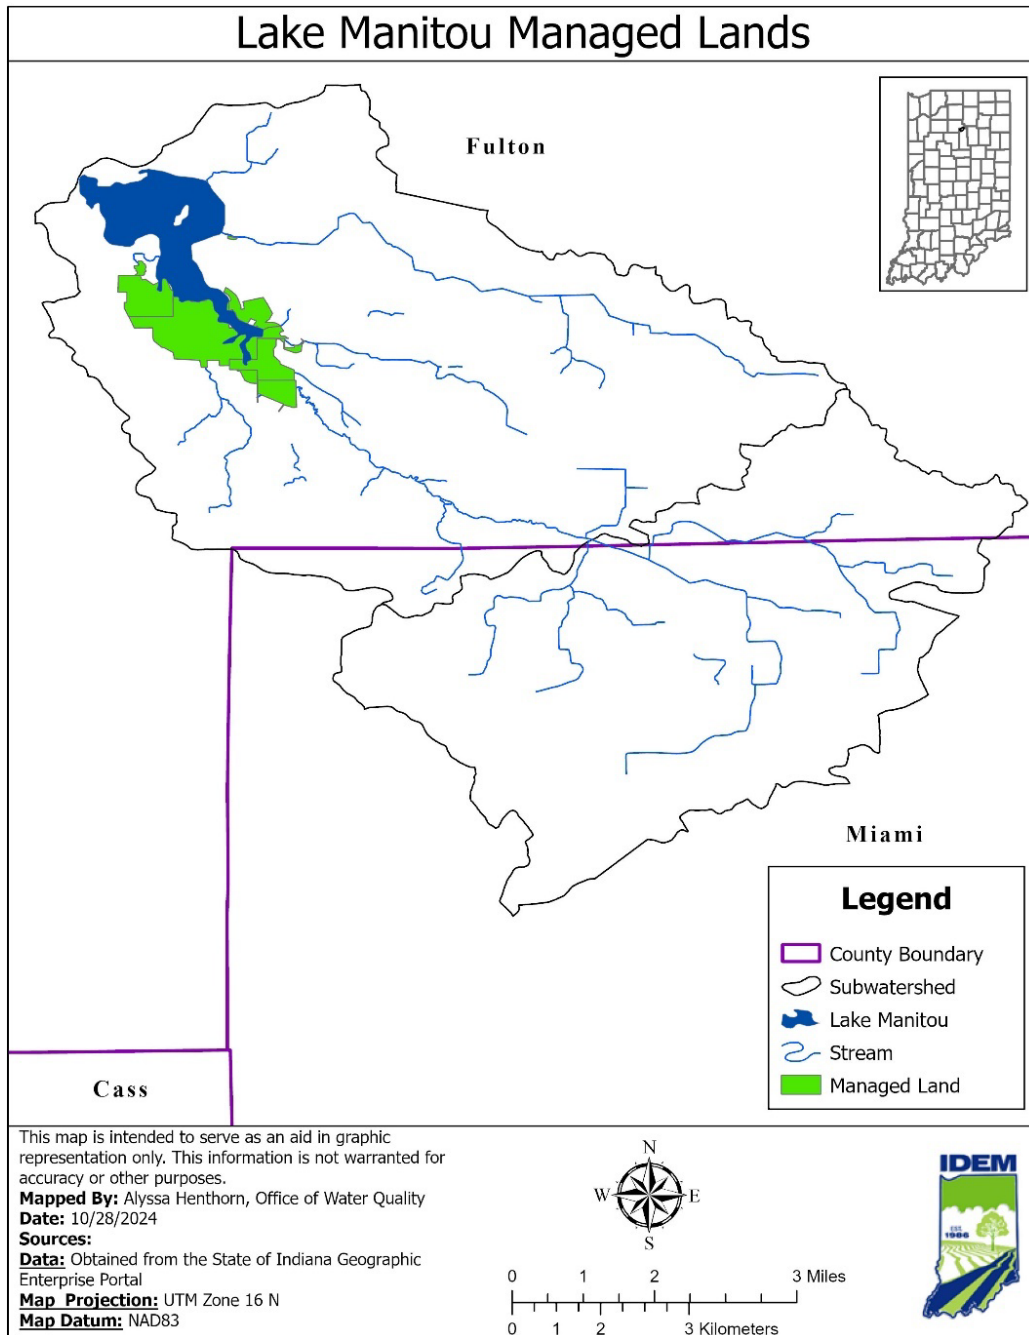 Lake Manitou Managed Lands
Fulton
Miami
Cass
Legend
County Boundary
Subwatershed
Lake Manitou
Stream
Managed Land
This map is intended to serve as an aid in graphic
representation only. This information is not warranted for
accuracy or other purposes.
Mapped By: Alyssa Henthorn, Office of Water Quality
Date: 10/28/2024
Sources:
Data: Obtained from the State of Indiana Geographic
Enterprise Portal
Map Projection: UTM Zone 16 N
Map Datum: NAD83
N
W E
S
0 1 2 3 Miles
0 1 2 3 Kilometers
IDEM
EST.
1986